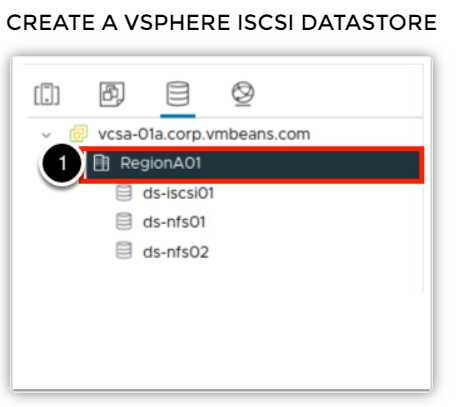 CREATE A VSPHERE ISCSI DATASTORE
vcsa-01a.corp.vmbeans.com
1 RegionA01
ds-iscsi01
ds-nfs01
ds-nfs02